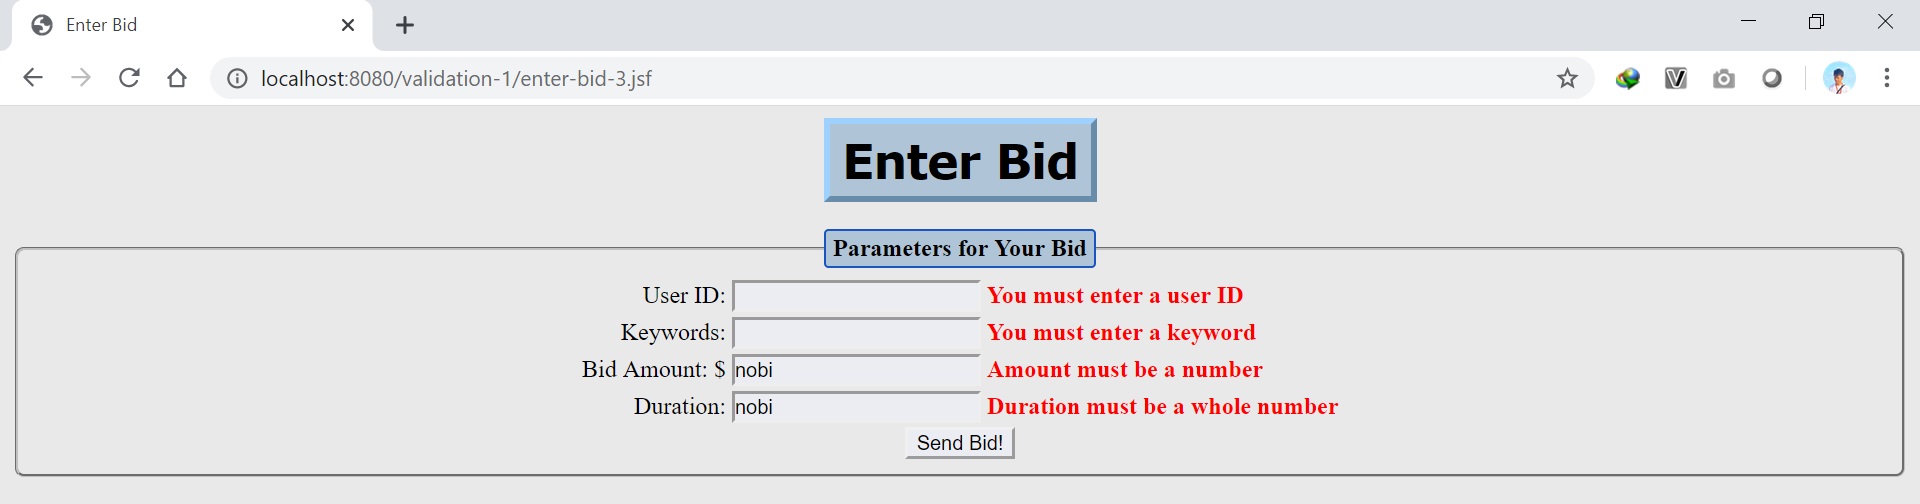 Enter Bid
localhost:8080/validation-1/enter-bid-3.jsf
Enter Bid
Parameters for Your Bid
User ID: You must enter a user ID
Keywords: You must enter a keyword
Bid Amount: $ nobi Amount must be a number
Duration: nobi Duration must be a whole number
Send Bid!